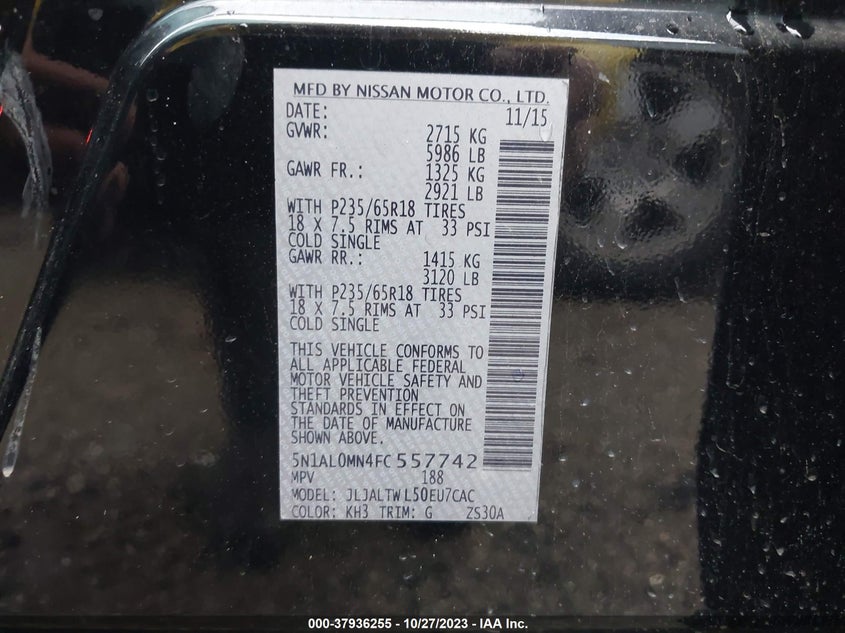 MFD BY NISSAN MOTOR CO., LTD.
DATE: 11/15
GVWR: 2715 KG
5986 LB
GAWR FR.: 1325 KG
2921 LB
WITH P235/65R18 TIRES
18 X 7.5 RIMS AT 33 PSI
COLD SINGLE
GAWR RR.: 1415 KG
3120 LB
WITH P235/65R18 TIRES
18 X 7.5 RIMS AT 33 PSI
COLD SINGLE
THIS VEHICLE CONFORMS TO
ALL APPLICABLE FEDERAL
MOTOR VEHICLE SAFETY AND
THEFT PREVENTION
STANDARDS IN EFFECT ON
THE DATE OF MANUFACTURE
SHOWN ABOVE.
5N1AL0MN4FC557742
MPV 188
MODEL: JLJALTWL50EU7CAC
COLOR: KH3 TRIM: G ZS30A
000-37936255 - 10/27/2023 - IAA Inc.